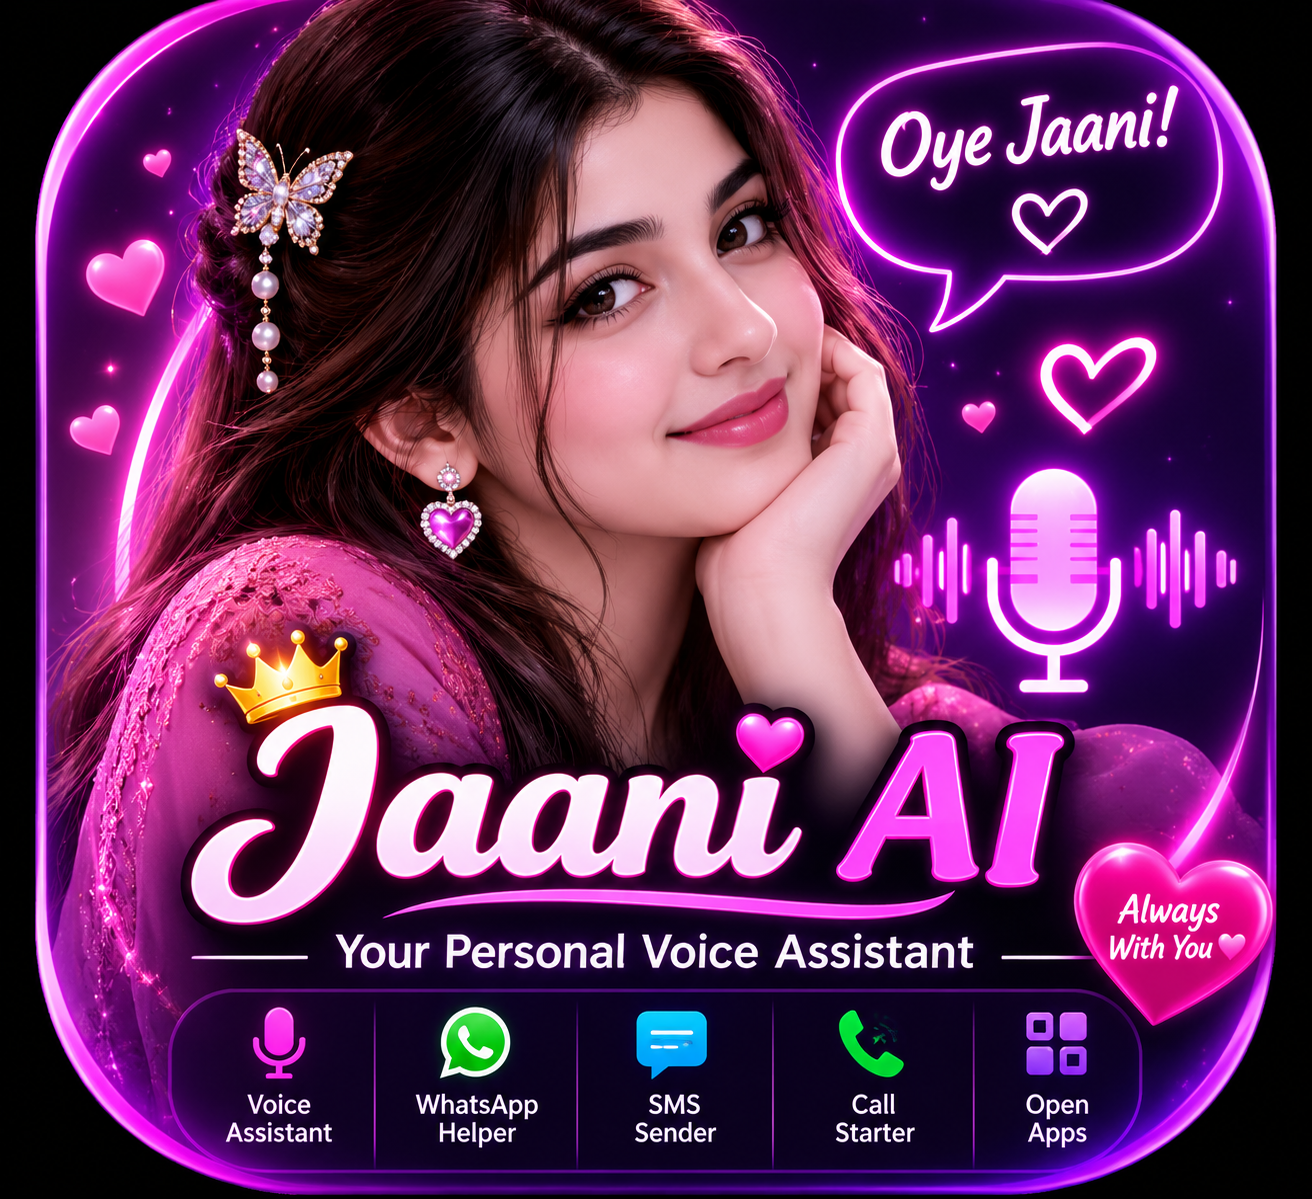 Oye Jaani!
Jaani AI
Always
With You
Your Personal Voice Assistant
Voice
Assistant
WhatsApp
Helper
SMS
Sender
Call
Starter
Open
Apps